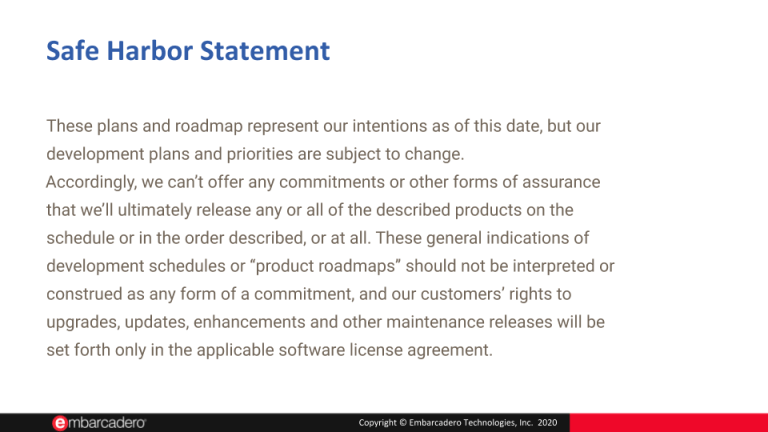 Safe Harbor Statement
These plans and roadmap represent our intentions as of this date, but our
development plans and priorities are subject to change.
Accordingly, we can’t offer any commitments or other forms of assurance
that we’ll ultimately release any or all of the described products on the
schedule or in the order described, or at all. These general indications of
development schedules or “product roadmaps” should not be interpreted or
construed as any form of a commitment, and our customers’ rights to
upgrades, updates, enhancements and other maintenance releases will be
set forth only in the applicable software license agreement.
embarcadero
Copyright © Embarcadero Technologies, Inc. 2020